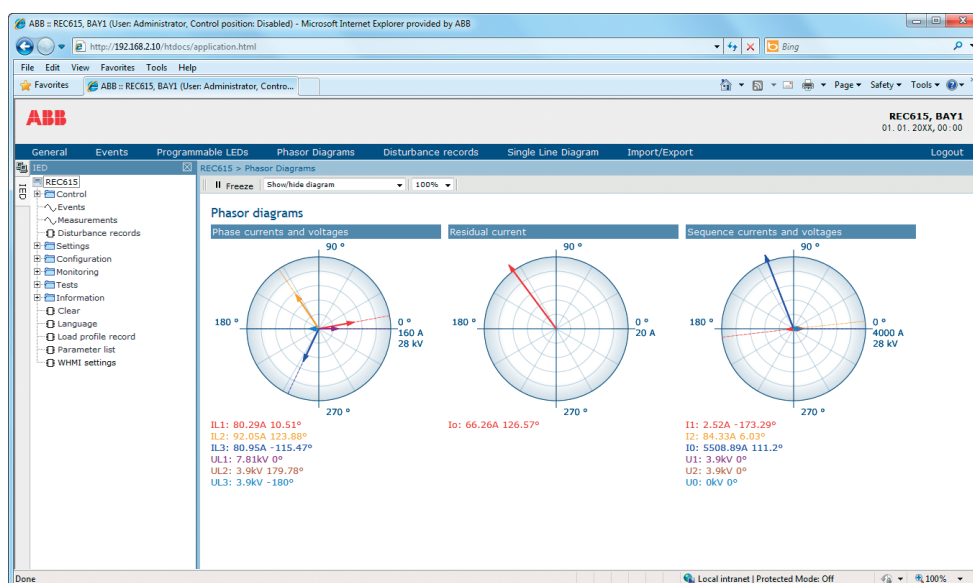 ABB :: REC615, BAY1 (User: Administrator, Control position: Disabled) - Microsoft Internet Explorer provided by ABB
http://192.168.2.10/htdocs/application.html
Bing
File Edit View Favorites Tools Help
Favorites ABB :: REC615, BAY1 (User: Administrator, Contro... Page Safety Tools
ABB
REC615, BAY1
01. 01. 20XX, 00:00
General Events Programmable LEDs Phasor Diagrams Disturbance records Single Line Diagram Import/Export Logout
IED
IED
REC615
Control
Events
Measurements
Disturbance records
Settings
Configuration
Monitoring
Tests
Information
Clear
Language
Load profile record
Parameter list
WHMI settings
REC615 > Phasor Diagrams
Freeze Show/hide diagram 100%
Phasor diagrams
Phase currents and voltages
90 °
180 °
0 °
160 A
28 kV
270 °
IL1: 80.29A 10.51°
IL2: 92.05A 123.88°
IL3: 80.95A -115.47°
UL1: 7.81kV 0°
UL2: 3.9kV 179.78°
UL3: 3.9kV -180°
Residual current
90 °
180 °
0 °
20 A
270 °
Io: 66.26A 126.57°
Sequence currents and voltages
90 °
180 °
0 °
4000 A
28 kV
270 °
I1: 2.52A -173.29°
I2: 84.33A 6.03°
I0: 5508.89A 111.2°
U1: 3.9kV 0°
U2: 3.9kV 0°
U0: 0kV 0°
Done Local intranet | Protected Mode: Off 100%